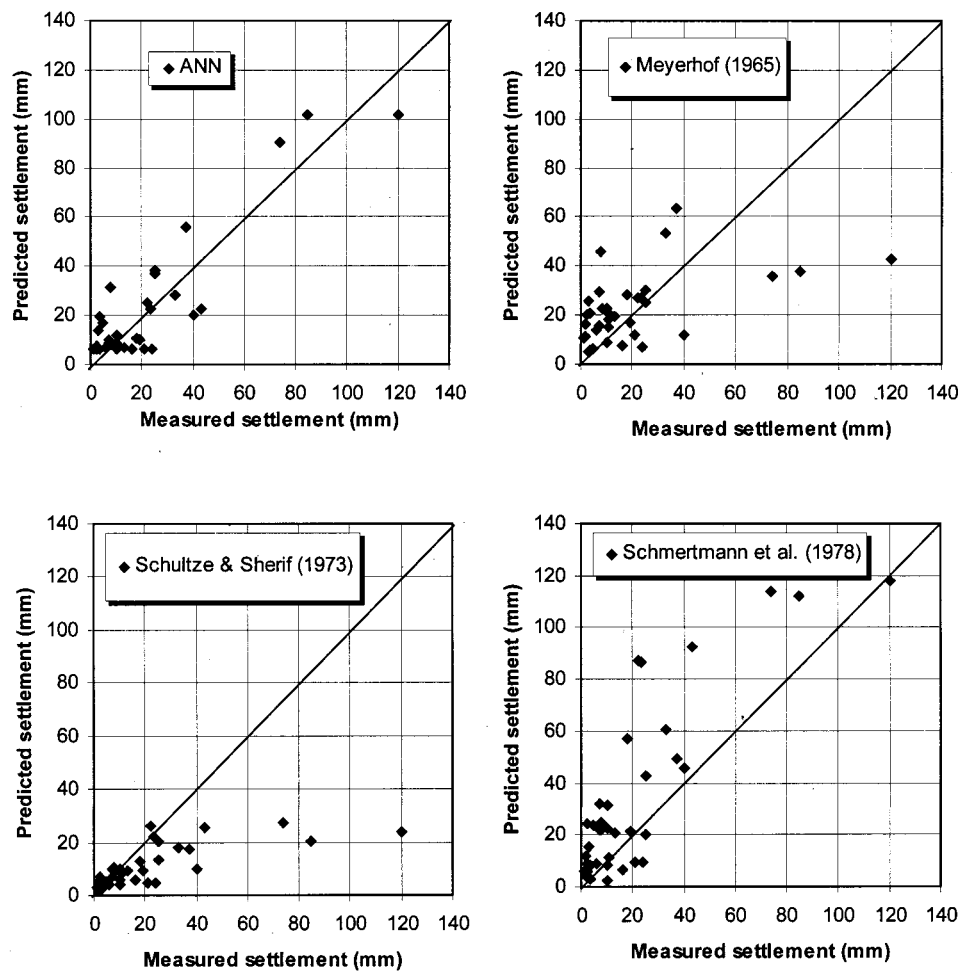 140
120
100
80
60
40
20
0
Predicted settlement (mm)
ANN
0 20 40 60 80 100 120 140
Measured settlement (mm)
140
120
100
80
60
40
20
0
Predicted settlement (mm)
Meyerhof (1965)
0 20 40 60 80 100 120 140
Measured settlement (mm)
140
120
100
80
60
40
20
0
Predicted settlement (mm)
Schultze & Sherif (1973)
0 20 40 60 80 100 120 140
Measured settlement (mm)
140
120
100
80
60
40
20
0
Predicted settlement (mm)
Schmertmann et al. (1978)
0 20 40 60 80 100 120 140
Measured settlement (mm)